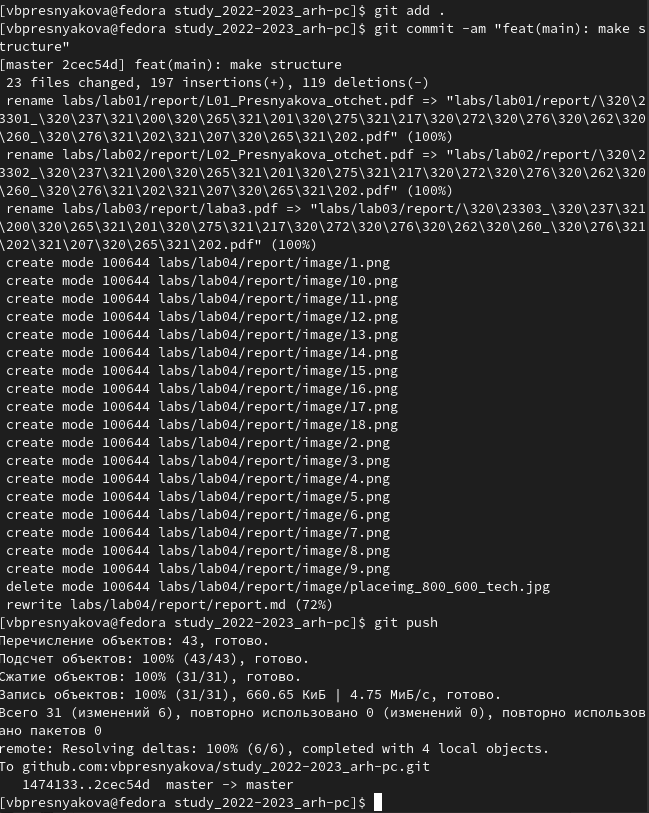 [vbpresnyakova@fedora study_2022-2023_arh-pc]$ git add .
[vbpresnyakova@fedora study_2022-2023_arh-pc]$ git commit -am "feat(main): make s
tructure"
[master 2cec54d] feat(main): make structure
 23 files changed, 197 insertions(+), 119 deletions(-)
 rename labs/lab01/report/L01_Presnyakova_otchet.pdf => "labs/lab01/report/\320\2
3301_\320\237\321\200\320\265\321\201\320\275\321\217\320\272\320\276\320\262\320
\260_\320\276\321\202\321\207\320\265\321\202.pdf" (100%)
 rename labs/lab02/report/L02_Presnyakova_otchet.pdf => "labs/lab02/report/\320\2
3302_\320\237\321\200\320\265\321\201\320\275\321\217\320\272\320\276\320\262\320
\260_\320\276\321\202\321\207\320\265\321\202.pdf" (100%)
 rename labs/lab03/report/laba3.pdf => "labs/lab03/report/\320\23303_\320\237\321
\200\320\265\321\201\320\275\321\217\320\272\320\276\320\262\320\260_\320\276\321
\202\321\207\320\265\321\202.pdf" (100%)
 create mode 100644 labs/lab04/report/image/1.png
 create mode 100644 labs/lab04/report/image/10.png
 create mode 100644 labs/lab04/report/image/11.png
 create mode 100644 labs/lab04/report/image/12.png
 create mode 100644 labs/lab04/report/image/13.png
 create mode 100644 labs/lab04/report/image/14.png
 create mode 100644 labs/lab04/report/image/15.png
 create mode 100644 labs/lab04/report/image/16.png
 create mode 100644 labs/lab04/report/image/17.png
 create mode 100644 labs/lab04/report/image/18.png
 create mode 100644 labs/lab04/report/image/2.png
 create mode 100644 labs/lab04/report/image/3.png
 create mode 100644 labs/lab04/report/image/4.png
 create mode 100644 labs/lab04/report/image/5.png
 create mode 100644 labs/lab04/report/image/6.png
 create mode 100644 labs/lab04/report/image/7.png
 create mode 100644 labs/lab04/report/image/8.png
 create mode 100644 labs/lab04/report/image/9.png
 delete mode 100644 labs/lab04/report/image/placeimg_800_600_tech.jpg
 rewrite labs/lab04/report/report.md (72%)
[vbpresnyakova@fedora study_2022-2023_arh-pc]$ git push
Перечисление объектов: 43, готово.
Подсчет объектов: 100% (43/43), готово.
Сжатие объектов: 100% (31/31), готово.
Запись объектов: 100% (31/31), 660.65 КиБ | 4.75 МиБ/с, готово.
Всего 31 (изменений 6), повторно использовано 0 (изменений 0), повторно использов
ано пакетов 0
remote: Resolving deltas: 100% (6/6), completed with 4 local objects.
To github.com:vbpresnyakova/study_2022-2023_arh-pc.git
   1474133..2cec54d  master -> master
[vbpresnyakova@fedora study_2022-2023_arh-pc]$